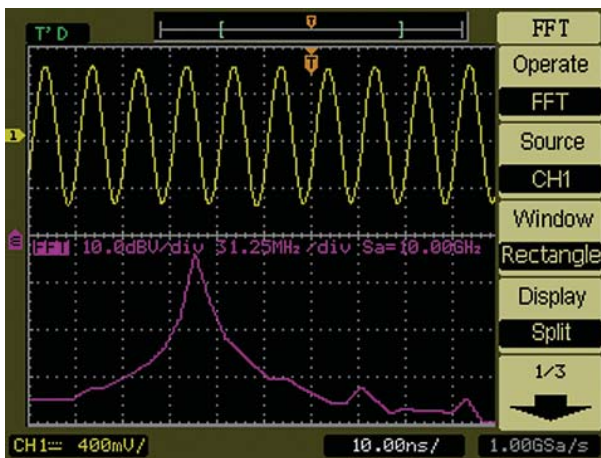 T'D
T
FFT
Operate
FFT
T
1
Source
CH1
Window
FFT 10.0dBV/div 31.25MHz/div Sa=10.00GHz
Rectangle
Display
Split
1/3
CH1 400mV/ 10.00ns/ 1.00GSa/s